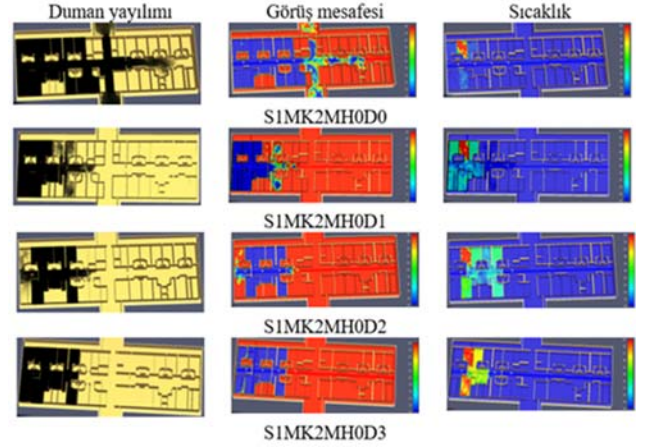 Duman yayılımı Görüş mesafesi Sıcaklık
S1MK2MH0D0
S1MK2MH0D1
S1MK2MH0D2
S1MK2MH0D3